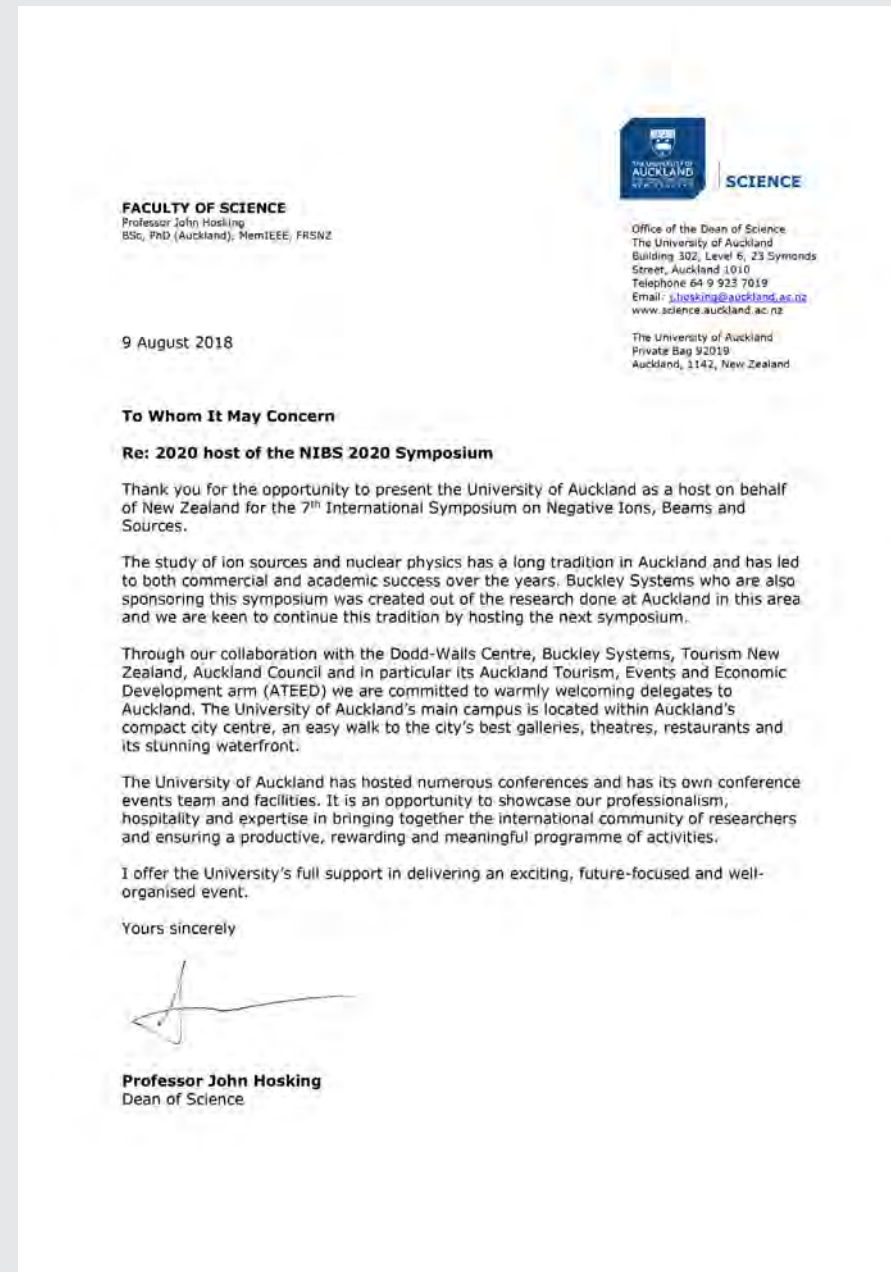 THE UNIVERSITY OF
AUCKLAND
NEW ZEALAND
SCIENCE
FACULTY OF SCIENCE
Professor John Hosking
BSc, PhD (Auckland), MemIEEE, FRSNZ
Office of the Dean of Science
The University of Auckland
Building 302, Level 6, 23 Symonds
Street, Auckland 1010
Telephone 64 9 923 7019
Email: j.hosking@auckland.ac.nz
www.science.auckland.ac.nz
The University of Auckland
Private Bag 92019
Auckland, 1142, New Zealand
9 August 2018
To Whom It May Concern
Re: 2020 host of the NIBS 2020 Symposium
Thank you for the opportunity to present the University of Auckland as a host on behalf
of New Zealand for the 7th International Symposium on Negative Ions, Beams and
Sources.
The study of ion sources and nuclear physics has a long tradition in Auckland and has led
to both commercial and academic success over the years. Buckley Systems who are also
sponsoring this symposium was created out of the research done at Auckland in this area
and we are keen to continue this tradition by hosting the next symposium.
Through our collaboration with the Dodd-Walls Centre, Buckley Systems, Tourism New
Zealand, Auckland Council and in particular its Auckland Tourism, Events and Economic
Development arm (ATEED) we are committed to warmly welcoming delegates to
Auckland. The University of Auckland's main campus is located within Auckland's
compact city centre, an easy walk to the city's best galleries, theatres, restaurants and
its stunning waterfront.
The University of Auckland has hosted numerous conferences and has its own conference
events team and facilities. It is an opportunity to showcase our professionalism,
hospitality and expertise in bringing together the international community of researchers
and ensuring a productive, rewarding and meaningful programme of activities.
I offer the University's full support in delivering an exciting, future-focused and well-
organised event.
Yours sincerely
Professor John Hosking
Dean of Science